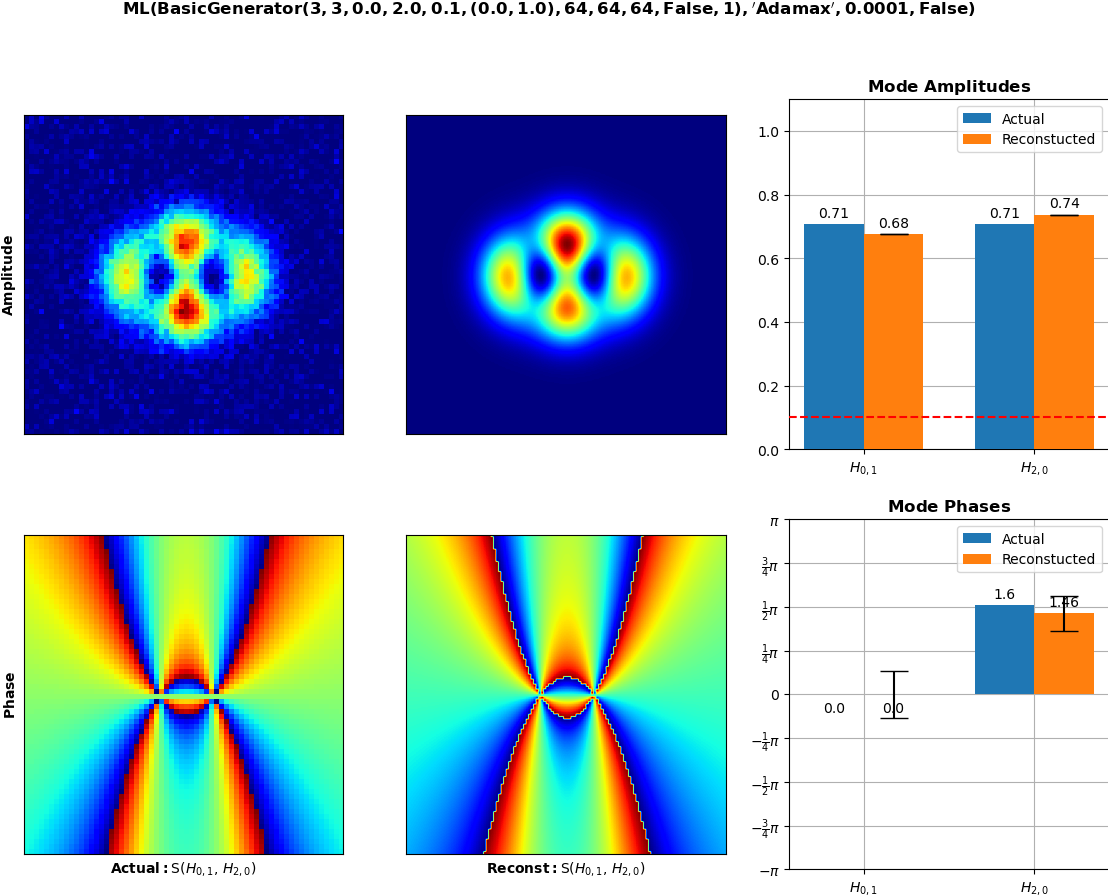 ML(BasicGenerator(3, 3, 0.0, 2.0, 0.1, (0.0, 1.0), 64, 64, 64, False, 1), ′Adamax′, 0.0001, False)
Amplitude
Mode Amplitudes
Actual
Reconstucted
1.0
0.8
0.6
0.4
0.2
0.0
0.71
0.68
0.71
0.74
H0, 1
H2, 0
Phase
Actual: S(H0, 1, H2, 0)
Reconst: S(H0, 1, H2, 0)
Mode Phases
Actual
Reconstucted
π
3/4π
1/2π
1/4π
0
−1/4π
−1/2π
−3/4π
−π
0.0
0.0
1.6
1.46
H0, 1
H2, 0